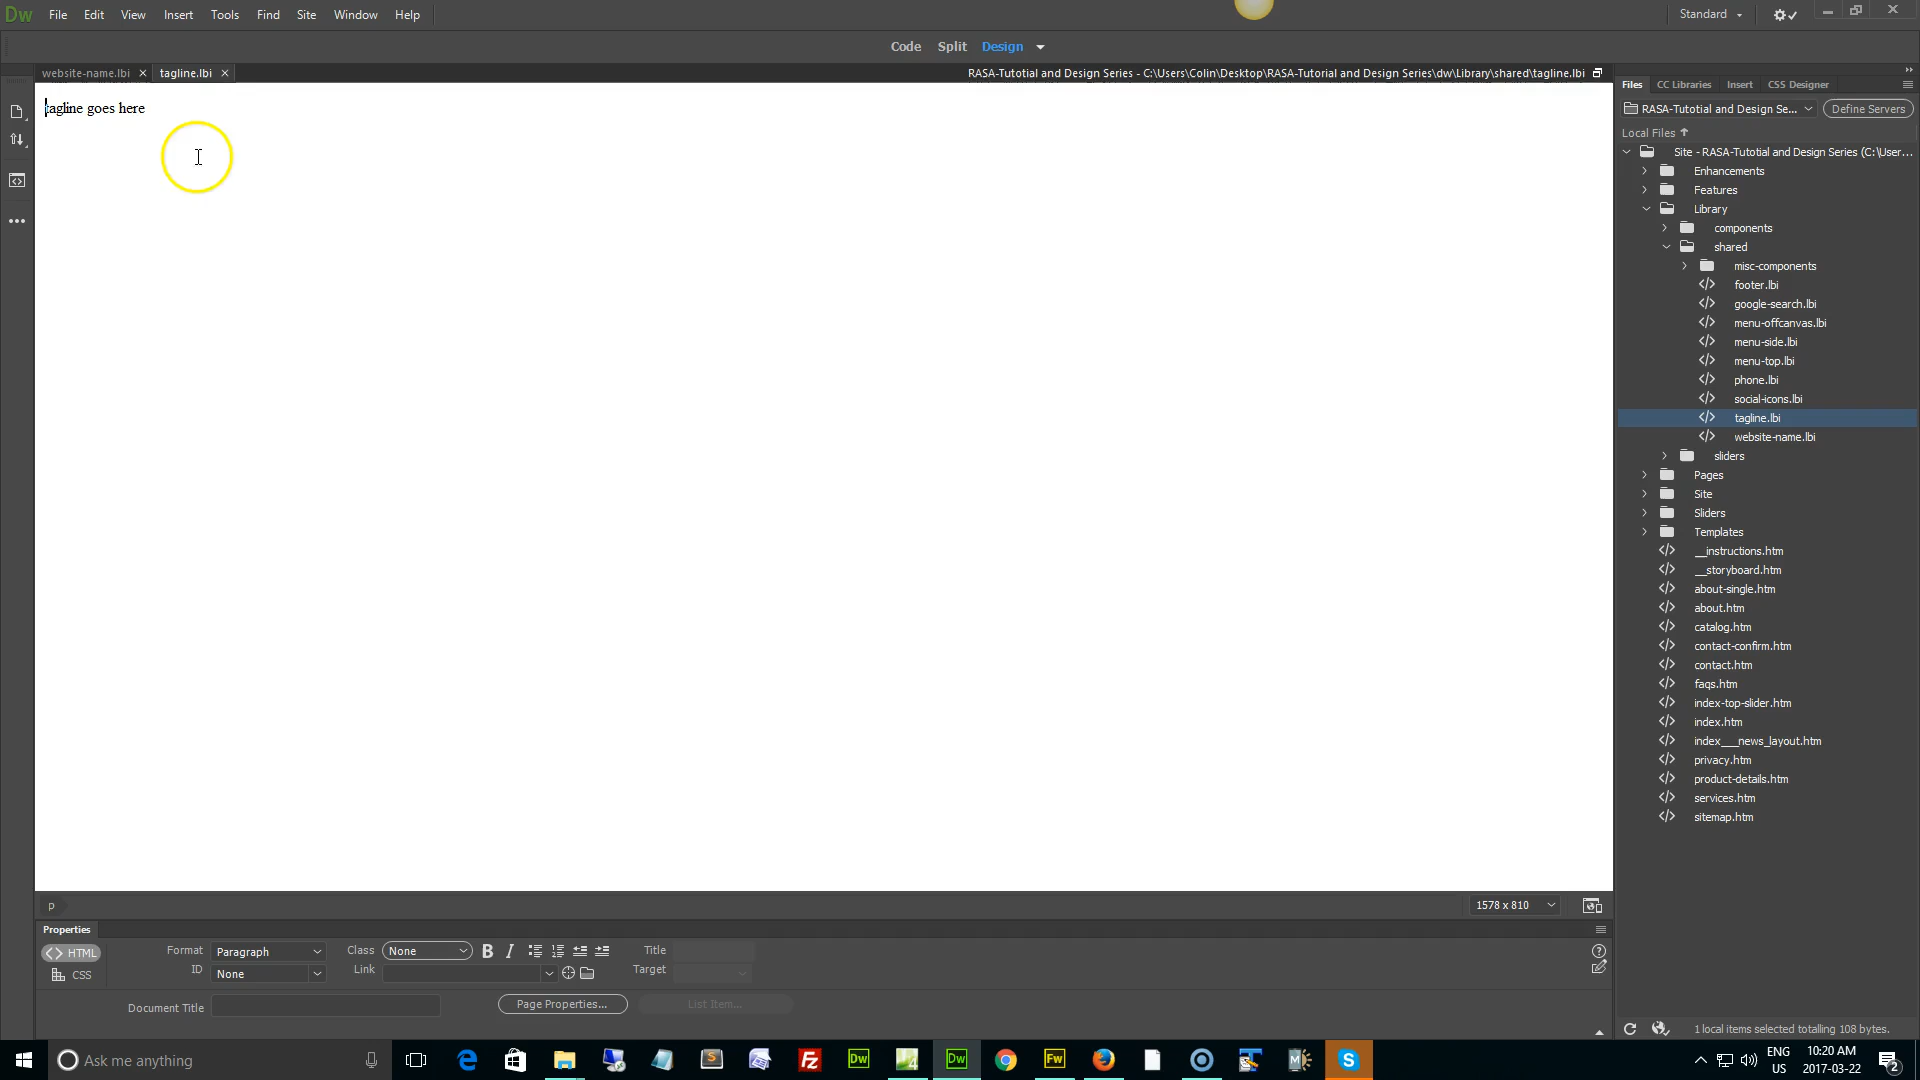 Dw File Edit View Insert Tools Find Site Window Help Standard
Code Split Design
website-name.lbi tagline.lbi RASA-Tutotial and Design Series - C:\Users\Colin\Desktop\RASA-Tutotial and Design Series\dw\Library\shared\tagline.lbi
tagline goes here
Files CC Libraries Insert CSS Designer
RASA-Tutotial and Design Se... Define Servers
Local Files
Site - RASA-Tutotial and Design Series (C:\User...
Enhancements
Features
Library
components
shared
misc-components
footer.lbi
google-search.lbi
menu-offcanvas.lbi
menu-side.lbi
menu-top.lbi
phone.lbi
social-icons.lbi
tagline.lbi
website-name.lbi
sliders
Pages
Site
Sliders
Templates
__instructions.htm
__storyboard.htm
about-single.htm
about.htm
catalog.htm
contact-confirm.htm
contact.htm
faqs.htm
index-top-slider.htm
index.htm
index___news_layout.htm
privacy.htm
product-details.htm
services.htm
sitemap.htm
p 1578 x 810
Properties
HTML Format Paragraph Class None B I Title
CSS ID None Link Target
Document Title Page Properties... List Item...
1 local items selected totalling 108 bytes.
Ask me anything
ENG 10:20 AM
US 2017-03-22 2